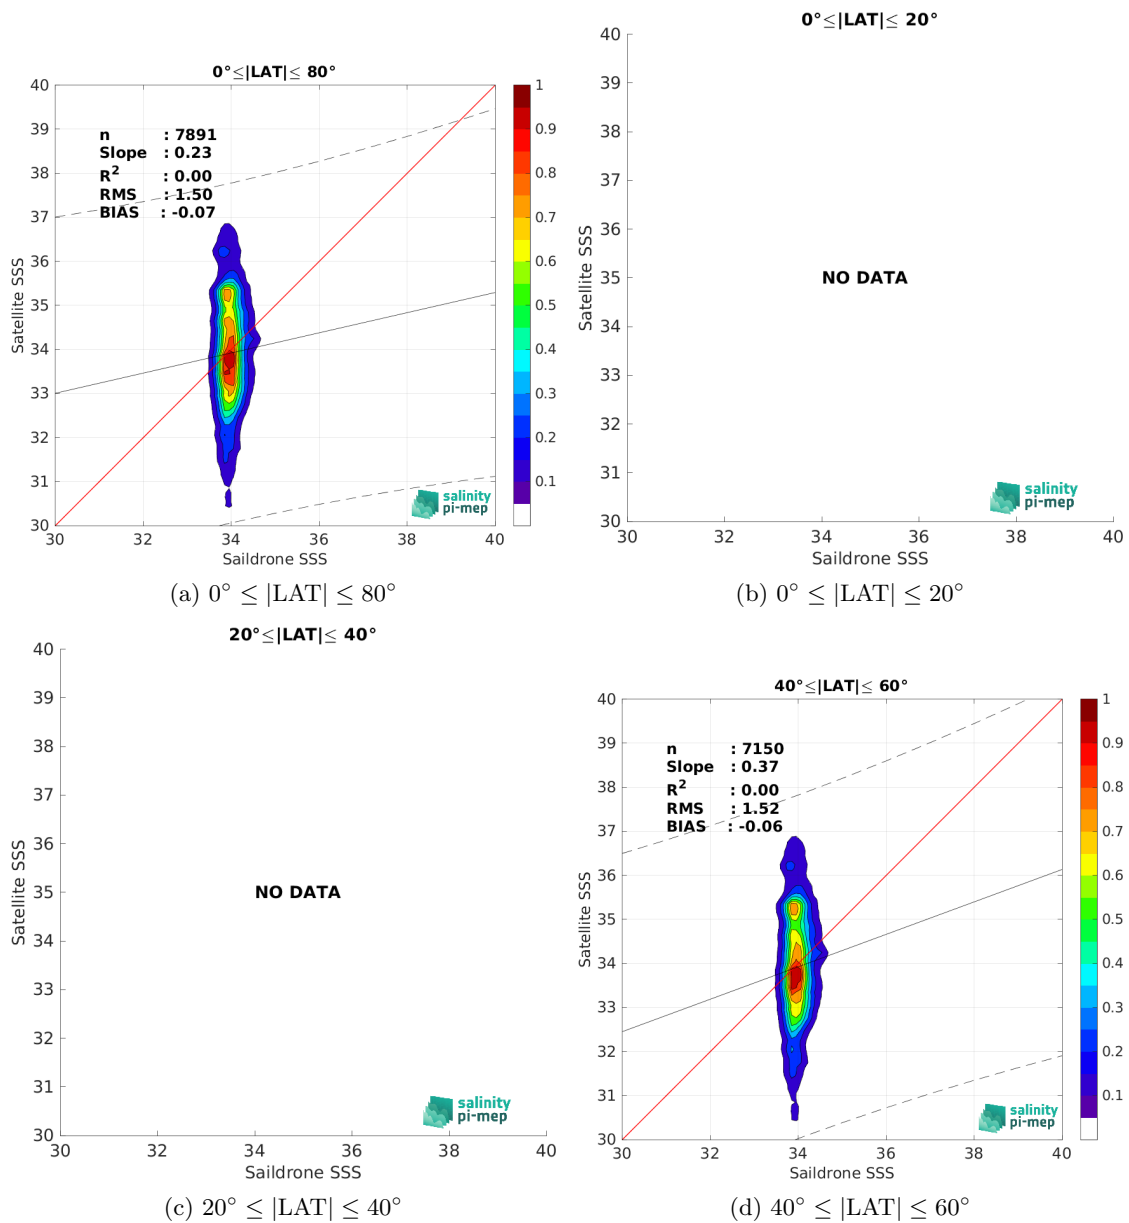 0°≤|LAT|≤ 80°
40
39
38
37
36
35
34
33
32
31
30
Satellite SSS
n : 7891
Slope : 0.23
R² : 0.00
RMS : 1.50
BIAS : -0.07
salinity
pi-mep
30 32 34 36 38 40
Saildrone SSS
1
0.9
0.8
0.7
0.6
0.5
0.4
0.3
0.2
0.1
(a) 0° ≤ |LAT| ≤ 80°
0°≤|LAT|≤ 20°
40
39
38
37
36
35
34
33
32
31
30
Satellite SSS
NO DATA
salinity
pi-mep
30 32 34 36 38 40
Saildrone SSS
(b) 0° ≤ |LAT| ≤ 20°
20°≤|LAT|≤ 40°
40
39
38
37
36
35
34
33
32
31
30
Satellite SSS
NO DATA
salinity
pi-mep
30 32 34 36 38 40
Saildrone SSS
(c) 20° ≤ |LAT| ≤ 40°
40°≤|LAT|≤ 60°
40
39
38
37
36
35
34
33
32
31
30
Satellite SSS
n : 7150
Slope : 0.37
R² : 0.00
RMS : 1.52
BIAS : -0.06
salinity
pi-mep
30 32 34 36 38 40
Saildrone SSS
1
0.9
0.8
0.7
0.6
0.5
0.4
0.3
0.2
0.1
(d) 40° ≤ |LAT| ≤ 60°